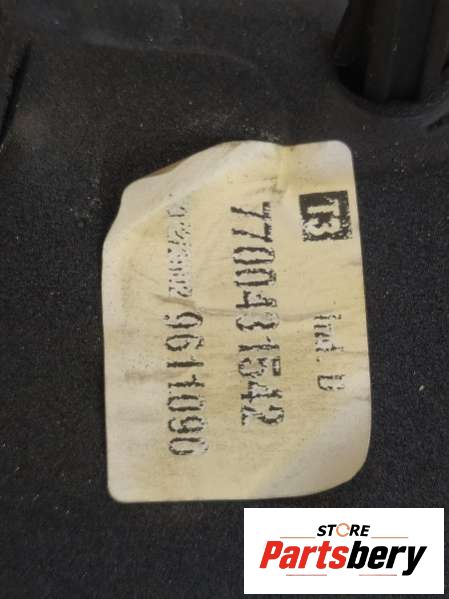 T3 Ind. B
7700431542
9611090
STORE
Partsbery